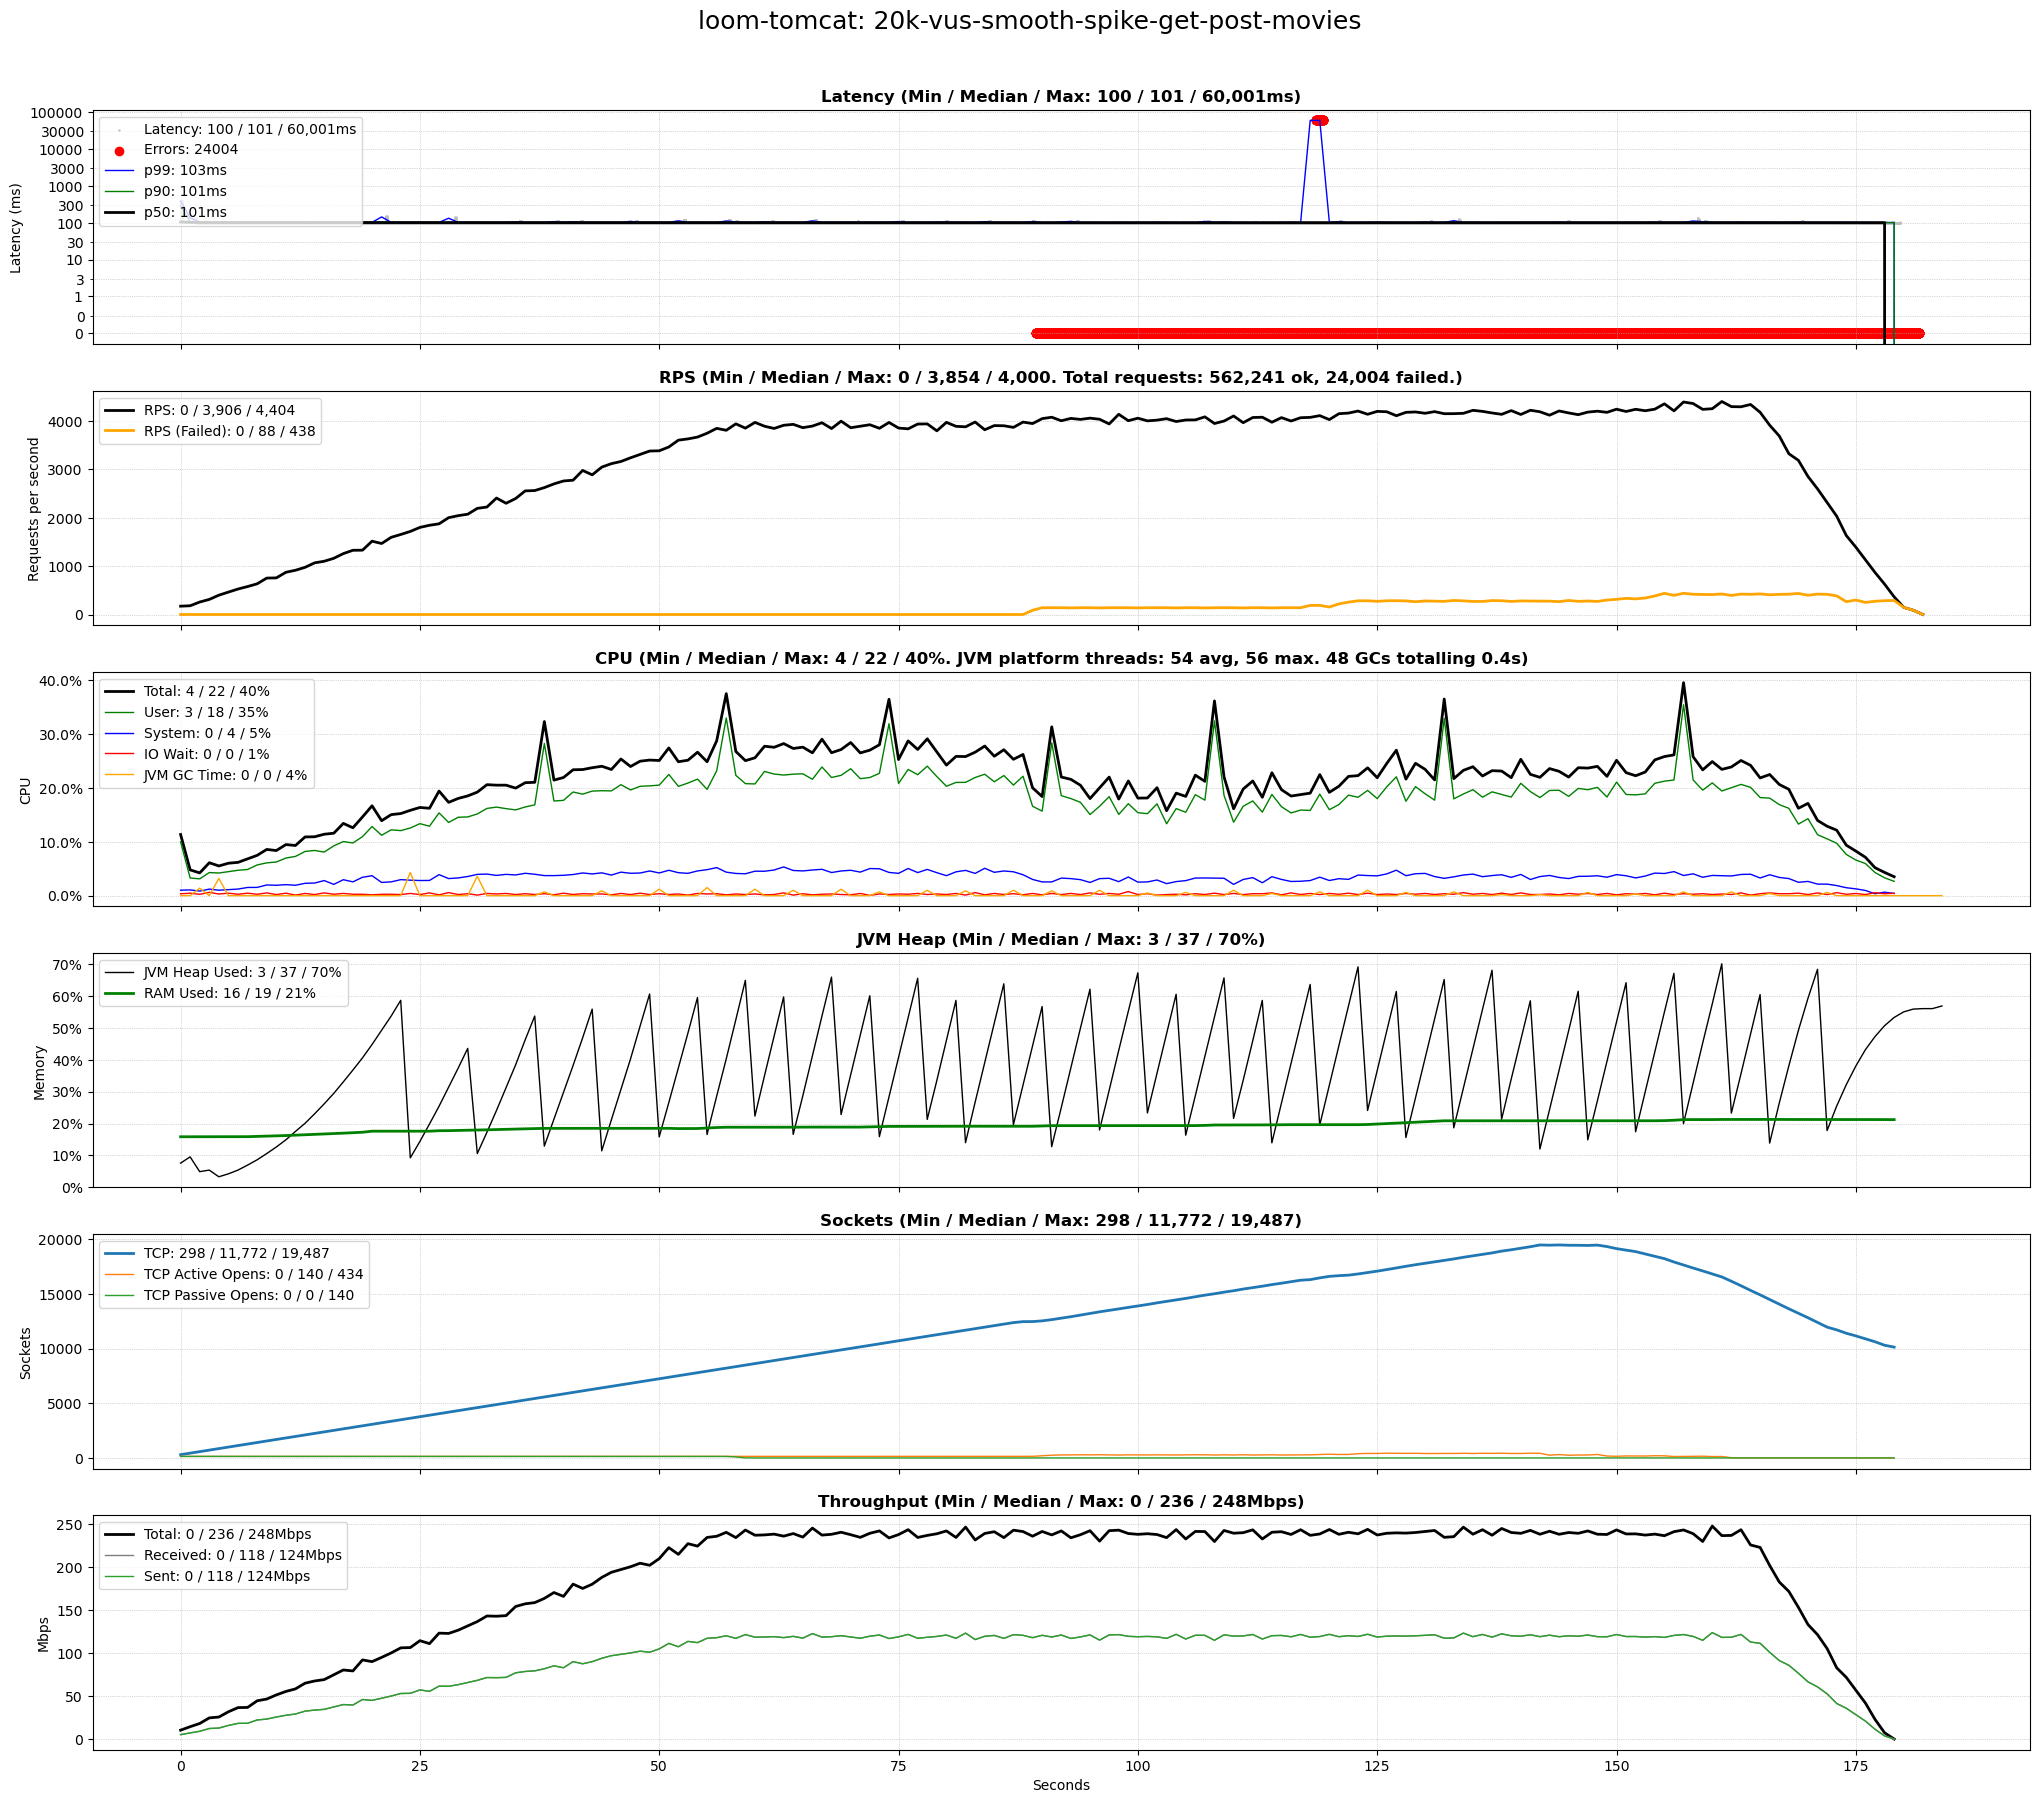 loom-tomcat: 20k-vus-smooth-spike-get-post-movies
Latency (Min / Median / Max: 100 / 101 / 60,001ms)
Latency (ms)
100000
30000
10000
3000
1000
300
100
30
10
3
1
0
0
Latency: 100 / 101 / 60,001ms
Errors: 24004
p99: 103ms
p90: 101ms
p50: 101ms
RPS (Min / Median / Max: 0 / 3,854 / 4,000. Total requests: 562,241 ok, 24,004 failed.)
Requests per second
4000
3000
2000
1000
0
RPS: 0 / 3,906 / 4,404
RPS (Failed): 0 / 88 / 438
CPU (Min / Median / Max: 4 / 22 / 40%. JVM platform threads: 54 avg, 56 max. 48 GCs totalling 0.4s)
CPU
40.0%
30.0%
20.0%
10.0%
0.0%
Total: 4 / 22 / 40%
User: 3 / 18 / 35%
System: 0 / 4 / 5%
IO Wait: 0 / 0 / 1%
JVM GC Time: 0 / 0 / 4%
JVM Heap (Min / Median / Max: 3 / 37 / 70%)
Memory
70%
60%
50%
40%
30%
20%
10%
0%
JVM Heap Used: 3 / 37 / 70%
RAM Used: 16 / 19 / 21%
Sockets (Min / Median / Max: 298 / 11,772 / 19,487)
Sockets
20000
15000
10000
5000
0
TCP: 298 / 11,772 / 19,487
TCP Active Opens: 0 / 140 / 434
TCP Passive Opens: 0 / 0 / 140
Throughput (Min / Median / Max: 0 / 236 / 248Mbps)
Mbps
250
200
150
100
50
0
Total: 0 / 236 / 248Mbps
Received: 0 / 118 / 124Mbps
Sent: 0 / 118 / 124Mbps
0 25 50 75 100 125 150 175
Seconds